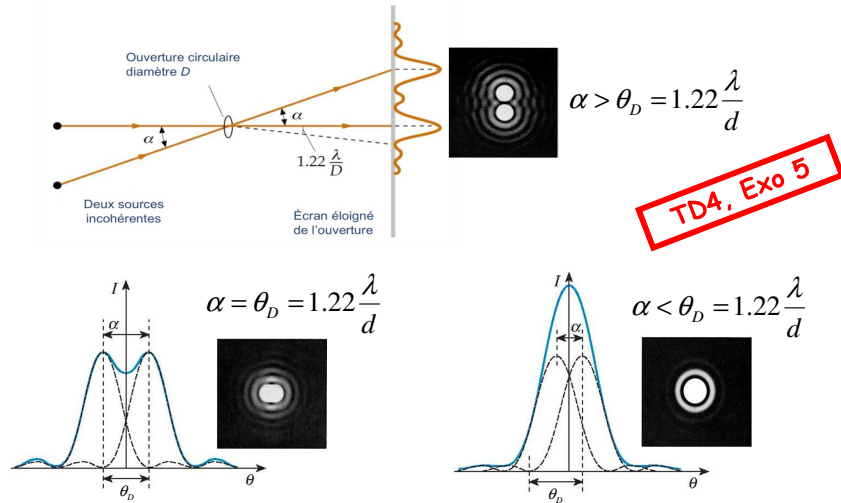 Ouverture circulaire
diamètre D
α
α
1.22 λ/D
Deux sources
incohérentes
Écran éloigné
de l'ouverture
α > θ_D = 1.22 λ/d
TD4, Exo 5
I
α = θ_D = 1.22 λ/d
α
θ_D
θ
I
α < θ_D = 1.22 λ/d
α
θ_D
θ